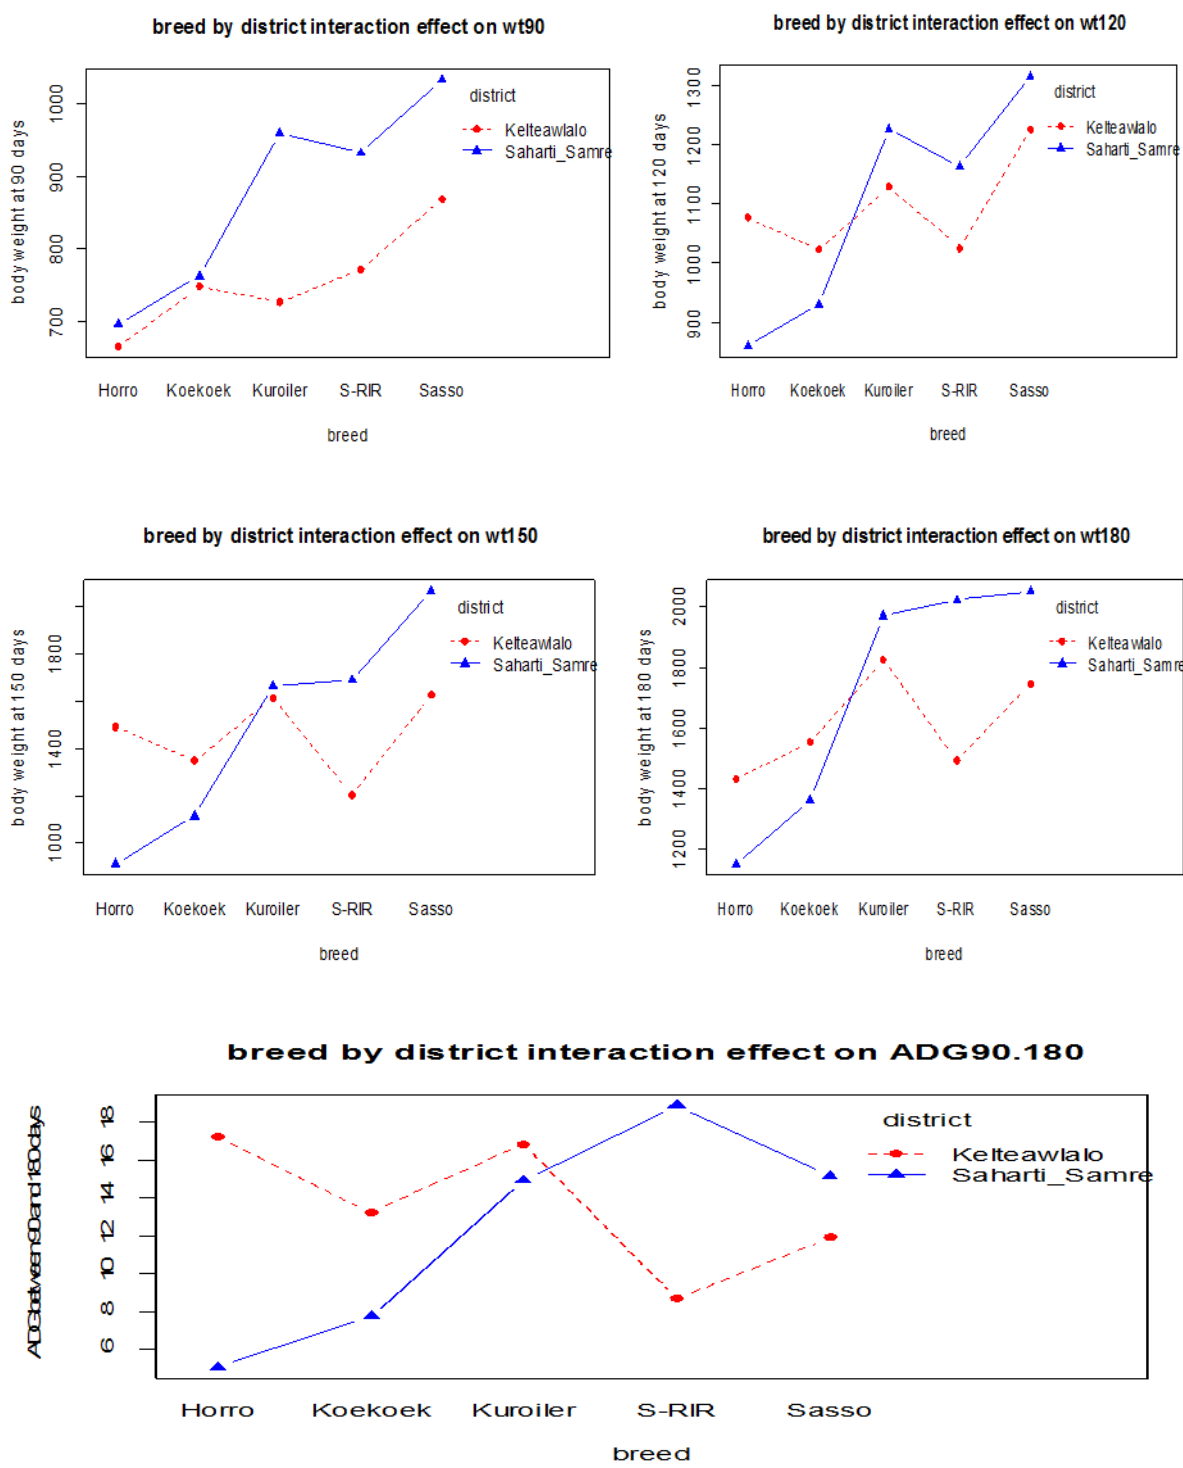 breed by district interaction effect on wt90
body weight at 90 days
700 800 900 1000
district
Kelteawlalo
Saharti_Samre
Horro Koekoek Kuroiler S-RIR Sasso
breed
breed by district interaction effect on wt120
body weight at 120 days
900 1000 1100 1200 1300
district
Kelteawlalo
Saharti_Samre
Horro Koekoek Kuroiler S-RIR Sasso
breed
breed by district interaction effect on wt150
body weight at 150 days
1000 1400 1800
district
Kelteawlalo
Saharti_Samre
Horro Koekoek Kuroiler S-RIR Sasso
breed
breed by district interaction effect on wt180
body weight at 180 days
1200 1400 1600 1800 2000
district
Kelteawlalo
Saharti_Samre
Horro Koekoek Kuroiler S-RIR Sasso
breed
breed by district interaction effect on ADG90.180
ADG between 90 and 180 days
6 8 10 12 14 16 18
district
Kelteawlalo
Saharti_Samre
Horro Koekoek Kuroiler S-RIR Sasso
breed